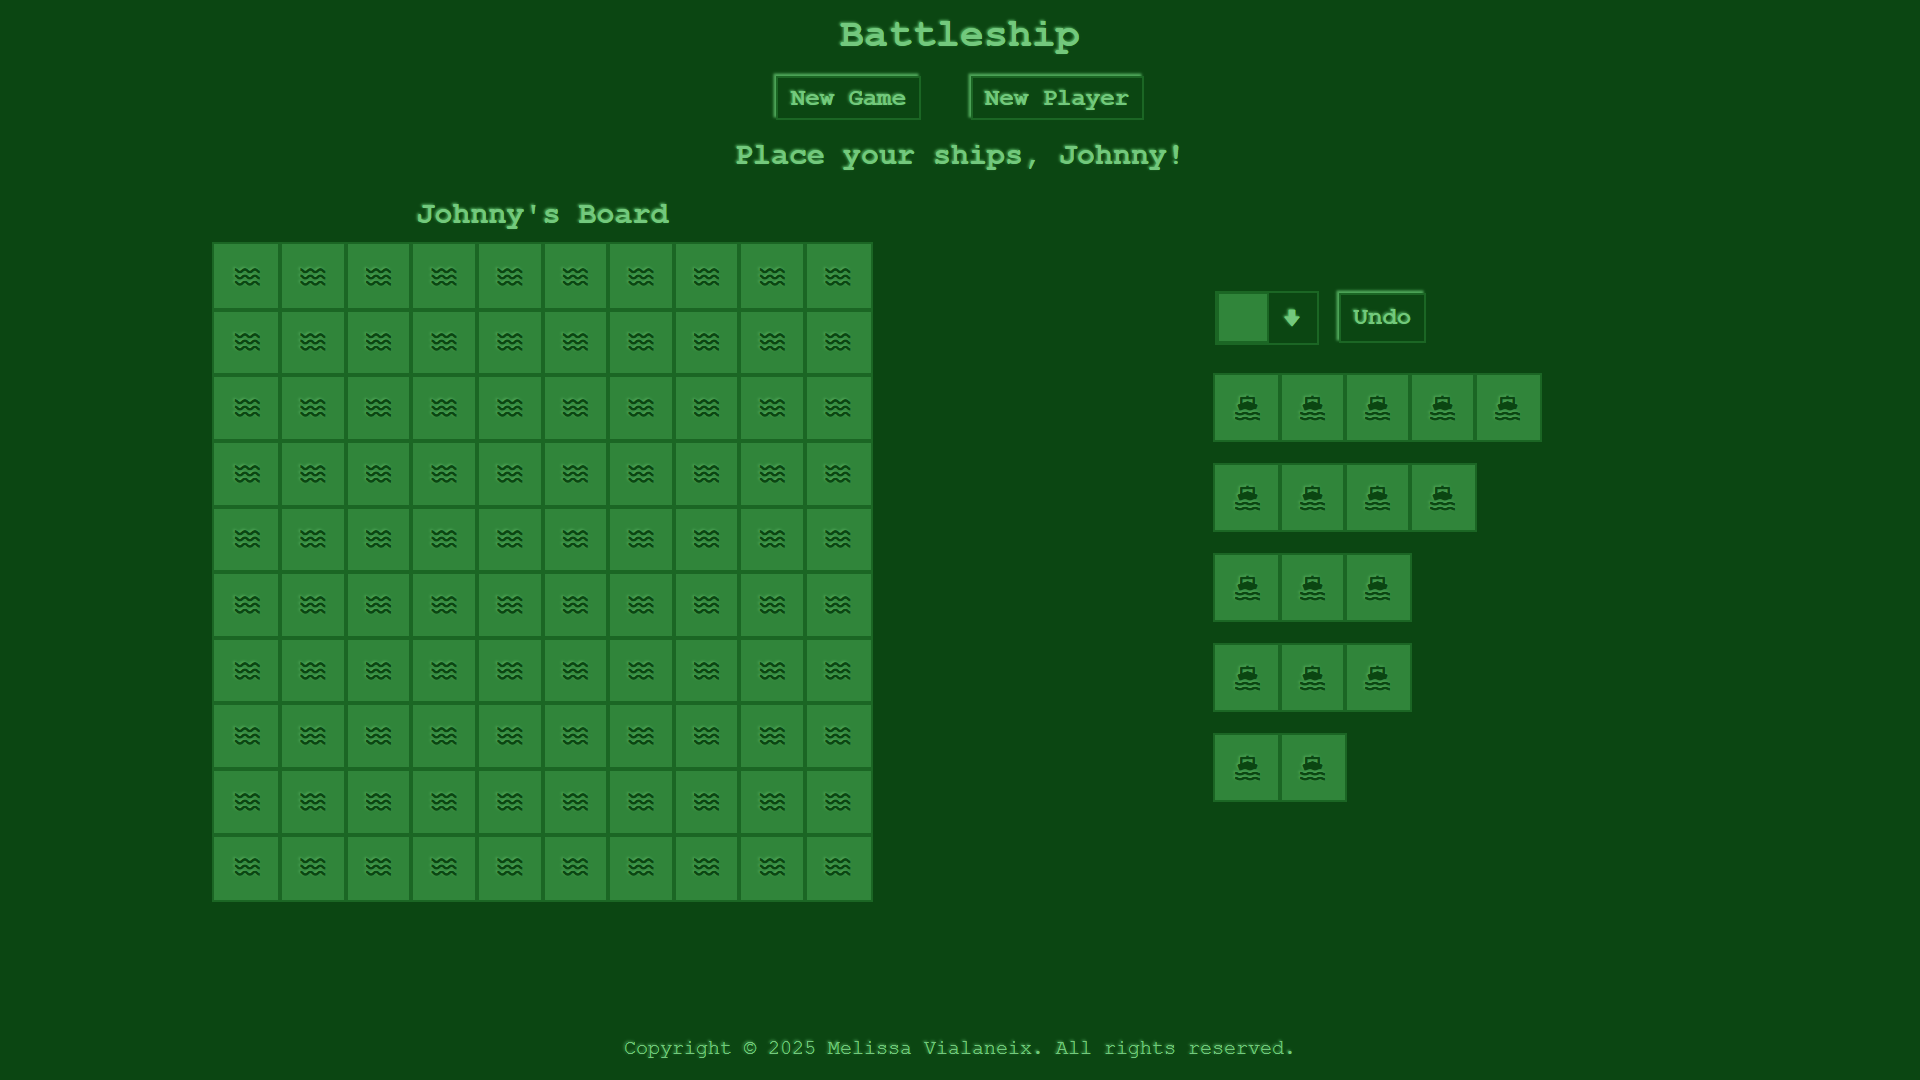 Battleship
New Game New Player
Place your ships, Johnny!
Johnny's Board
Undo
Copyright © 2025 Melissa Vialaneix. All rights reserved.